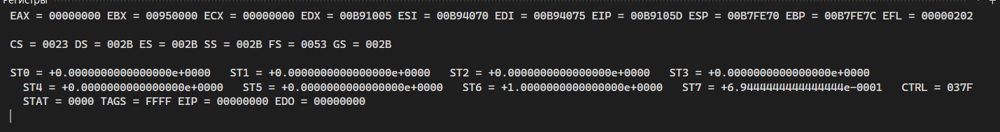 Регистры
EAX = 00000000 EBX = 00950000 ECX = 00000000 EDX = 00B91005 ESI = 00B94070 EDI = 00B94075 EIP = 00B9105D ESP = 00B7FE70 EBP = 00B7FE7C EFL = 00000202
CS = 0023 DS = 002B ES = 002B SS = 002B FS = 0053 GS = 002B
ST0 = +0.0000000000000000e+0000 ST1 = +0.0000000000000000e+0000 ST2 = +0.0000000000000000e+0000 ST3 = +0.0000000000000000e+0000
ST4 = +0.0000000000000000e+0000 ST5 = +0.0000000000000000e+0000 ST6 = +1.0000000000000000e+0000 ST7 = +6.9444444444444444e-0001 CTRL = 037F
STAT = 0000 TAGS = FFFF EIP = 00000000 EDO = 00000000